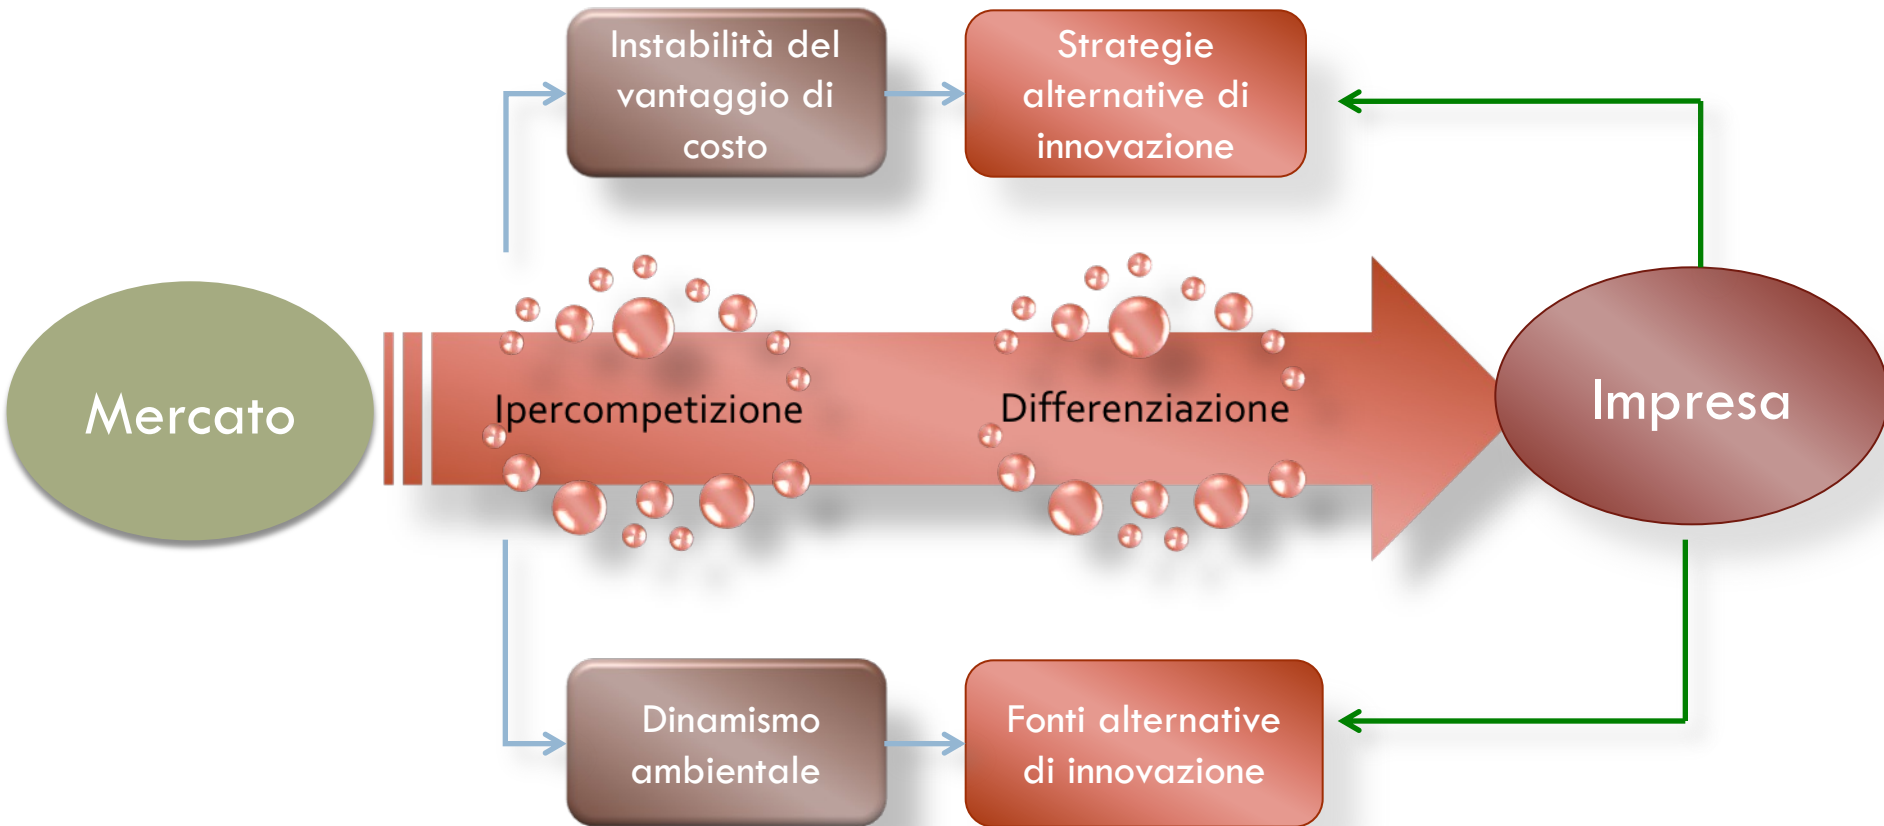 Instabilità del
vantaggio di
costo
Strategie
alternative di
innovazione
Mercato
Ipercompetizione
Differenziazione
Impresa
Dinamismo
ambientale
Fonti alternative
di innovazione